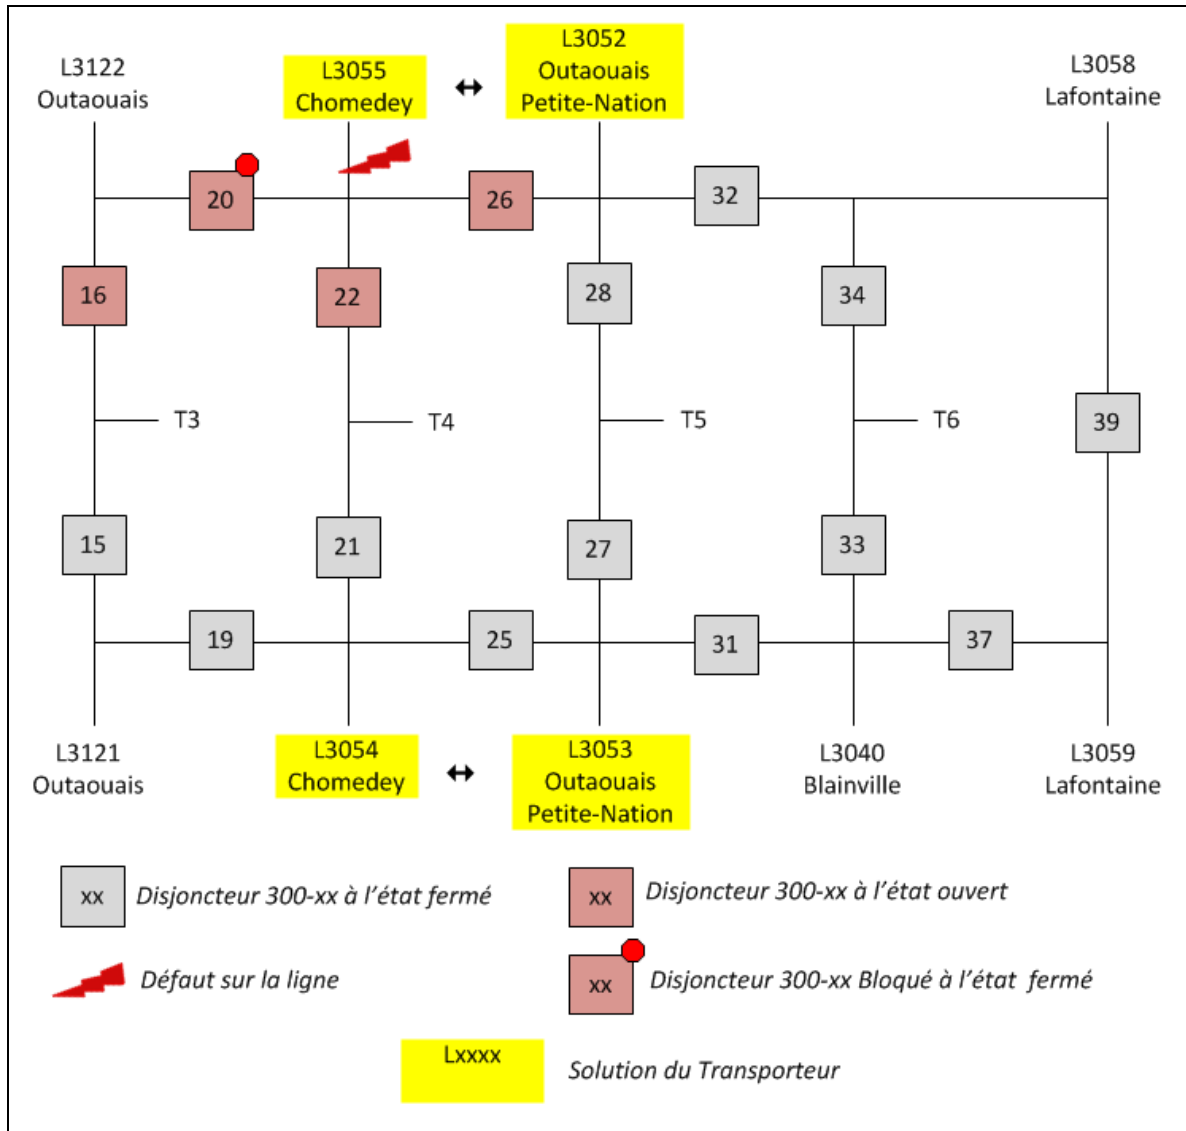 L3122
Outaouais
L3055
Chomedey
L3052
Outaouais
Petite-Nation
L3058
Lafontaine
20
26
32
16
22
28
34
T3
T4
T5
T6
39
15
21
27
33
19
25
31
37
L3121
Outaouais
L3054
Chomedey
L3053
Outaouais
Petite-Nation
L3040
Blainville
L3059
Lafontaine
xx
Disjoncteur 300-xx à l'état fermé
xx
Disjoncteur 300-xx à l'état ouvert
Défaut sur la ligne
xx
Disjoncteur 300-xx Bloqué à l'état fermé
Lxxxx
Solution du Transporteur